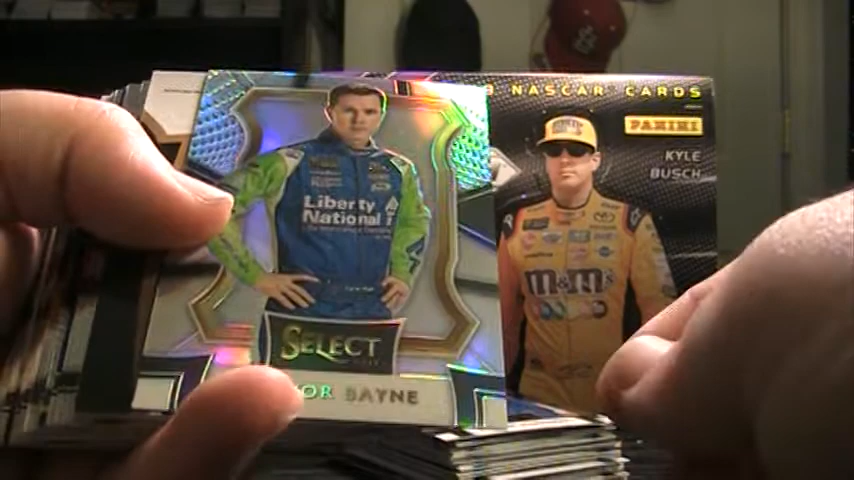 NASCAR CARDS
PANINI
KYLE
BUSCH
Liberty
National
m&m's
SELECT
OR BAYNE